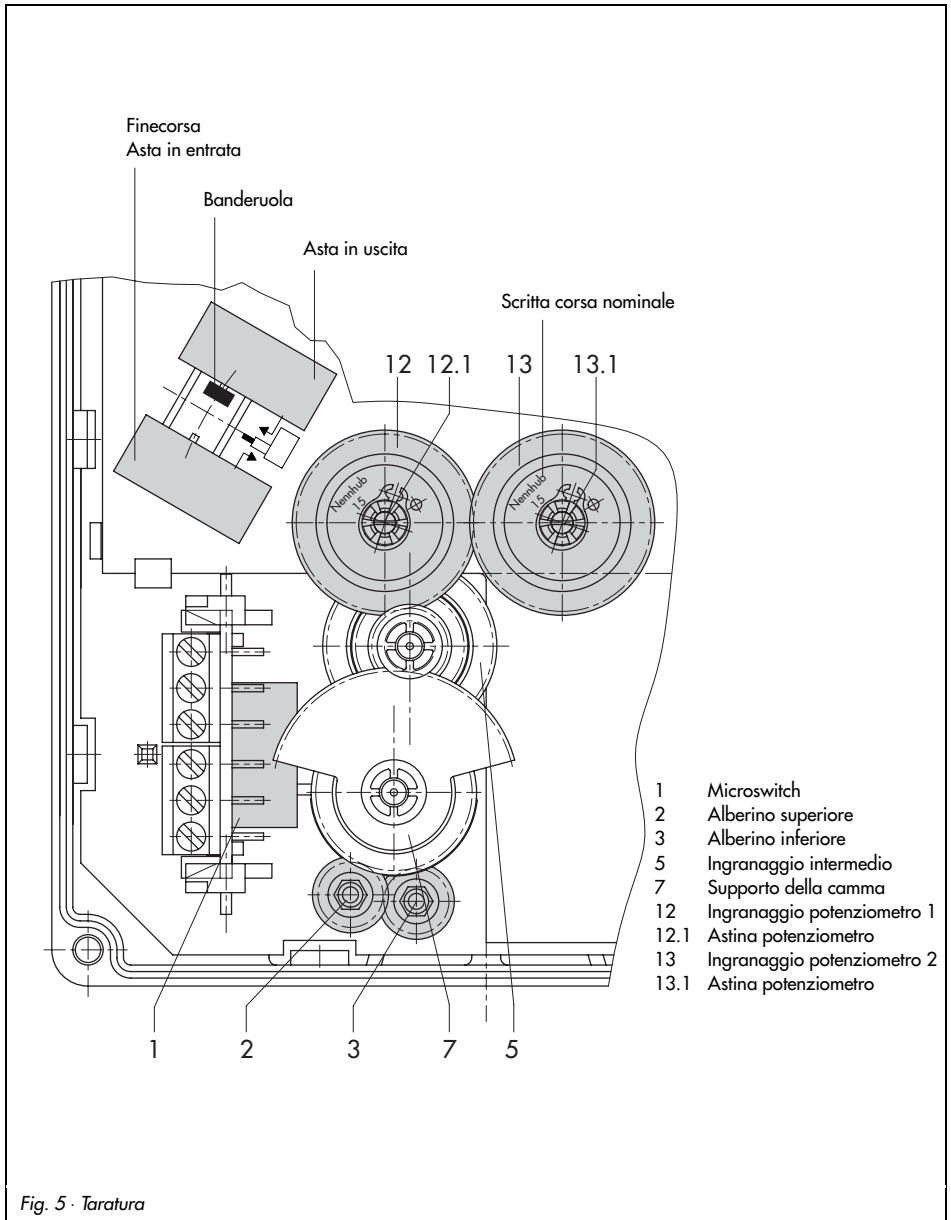 Finecorsa
Asta in entrata
Banderuola
Asta in uscita
Scritta corsa nominale
12 12.1 13 13.1
Nennhub
15
Nennhub
15
1 Microswitch
2 Alberino superiore
3 Alberino inferiore
5 Ingranaggio intermedio
7 Supporto della camma
12 Ingranaggio potenziometro 1
12.1 Astina potenziometro
13 Ingranaggio potenziometro 2
13.1 Astina potenziometro
1 2 3 7 5
Fig. 5 · Taratura